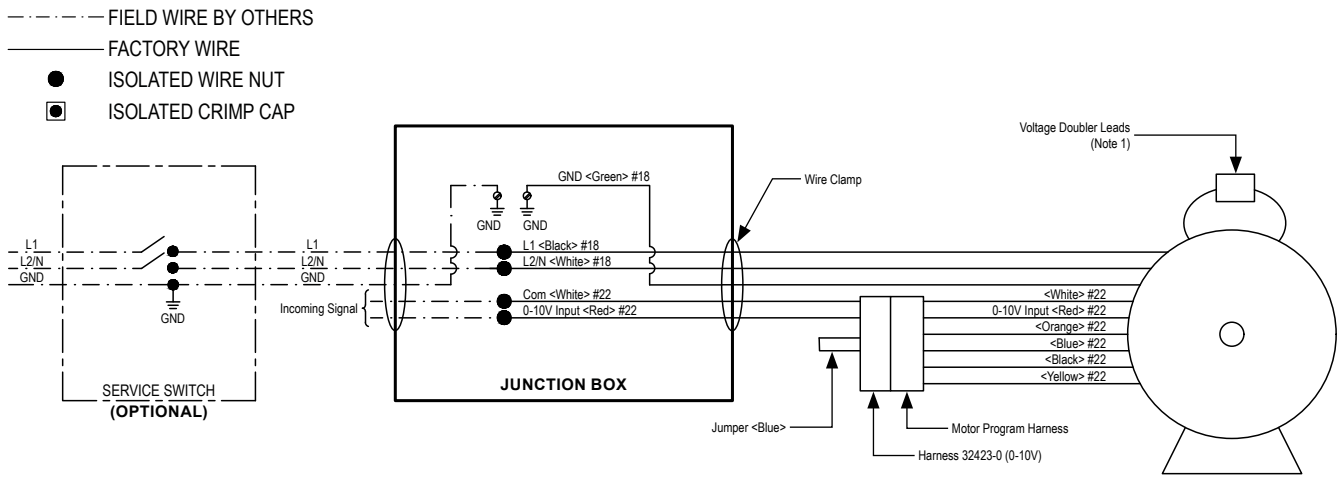 FIELD WIRE BY OTHERS
FACTORY WIRE
ISOLATED WIRE NUT
ISOLATED CRIMP CAP
Voltage Doubler Leads
(Note 1)
GND <Green> #18
Wire Clamp
GND
GND
L1
L1
L1 <Black> #18
L2/N
L2/N
L2/N <White> #18
GND
GND
Incoming Signal
Com <White> #22
<White> #22
0-10V Input <Red> #22
0-10V Input <Red> #22
GND
<Orange> #22
<Blue> #22
<Black> #22
<Yellow> #22
SERVICE SWITCH
(OPTIONAL)
JUNCTION BOX
Jumper <Blue>
Motor Program Harness
Harness 32423-0 (0-10V)